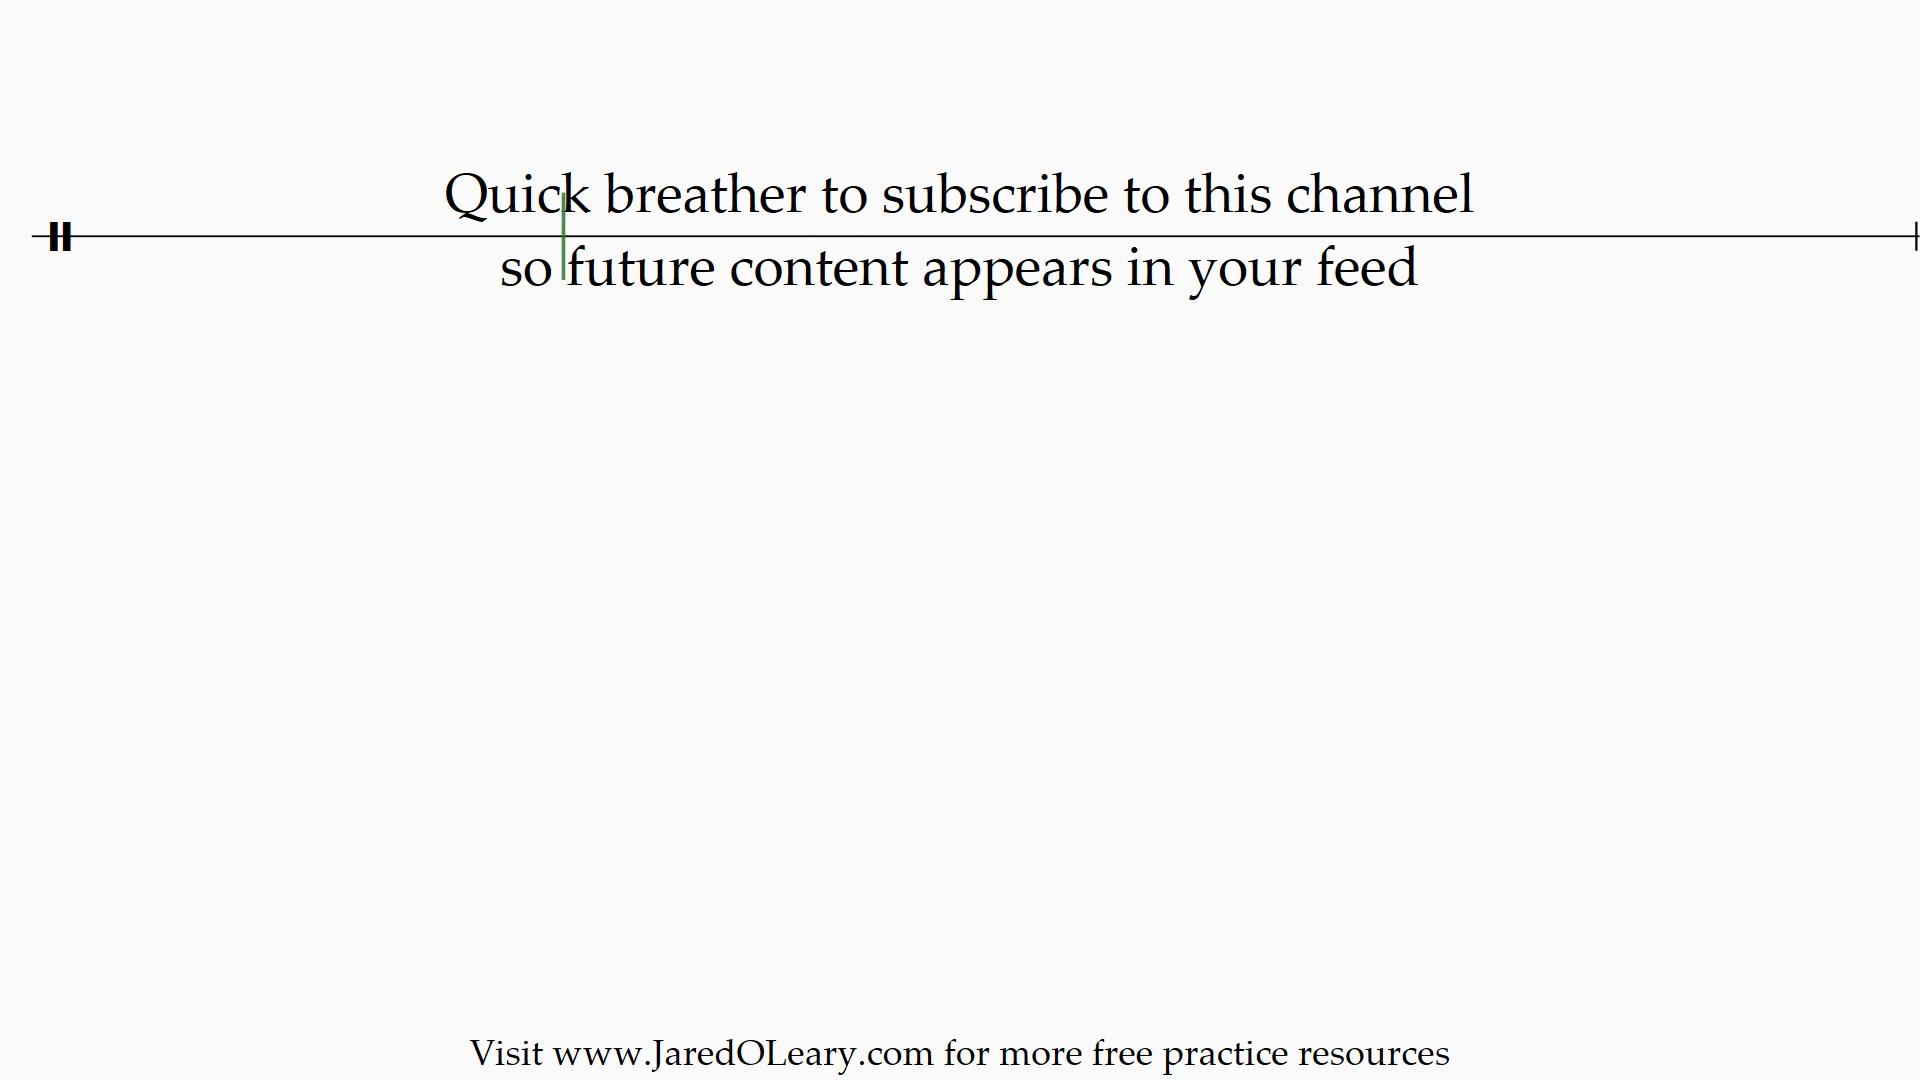 Quick breather to subscribe to this channel
so future content appears in your feed
Visit www.JaredOLeary.com for more free practice resources